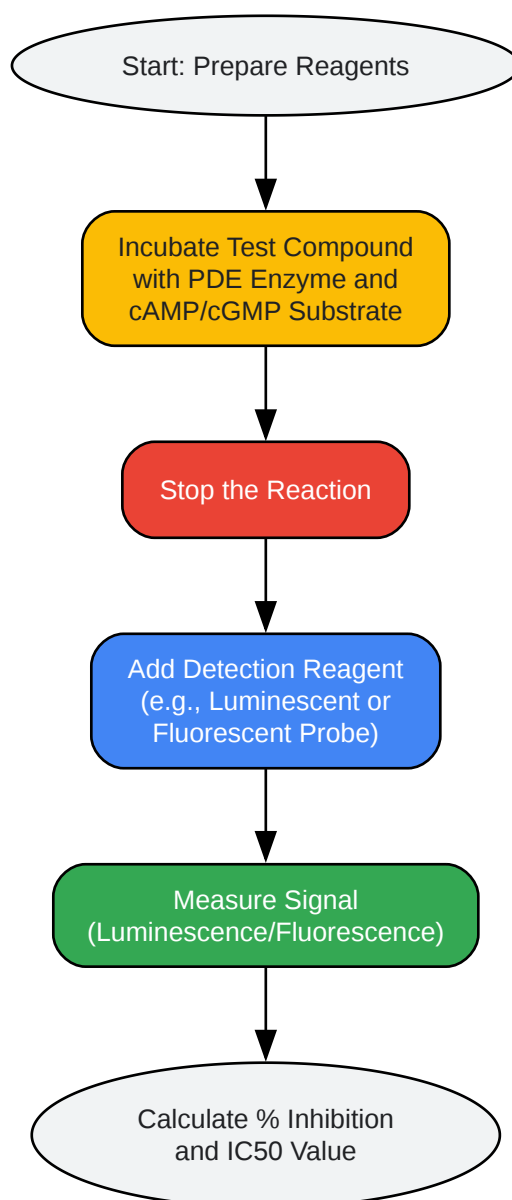 Start: Prepare Reagents
Incubate Test Compound
with PDE Enzyme and
cAMP/cGMP Substrate
Stop the Reaction
Add Detection Reagent
(e.g., Luminescent or
Fluorescent Probe)
Measure Signal
(Luminescence/Fluorescence)
Calculate % Inhibition
and IC50 Value